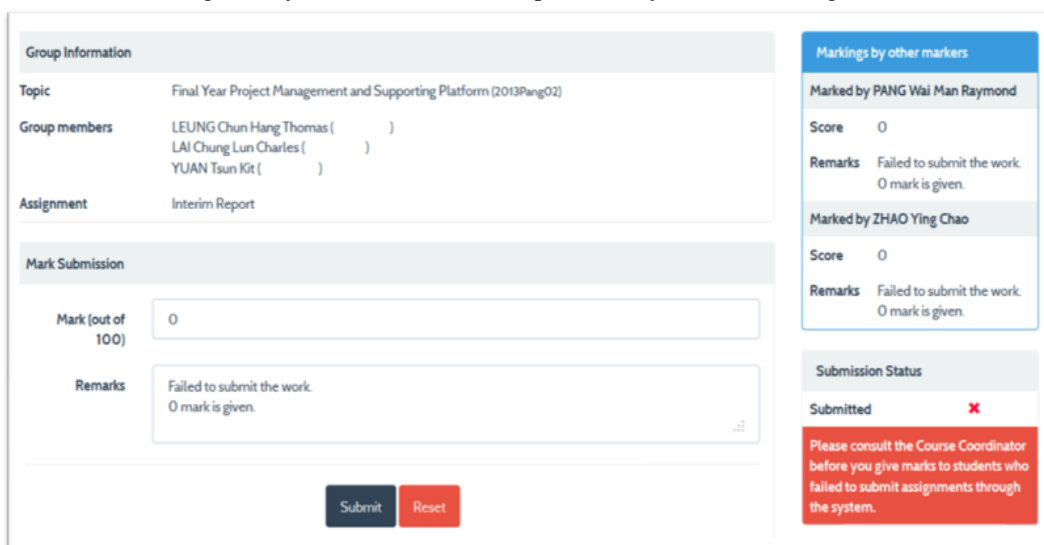 Group Information
Topic Final Year Project Management and Supporting Platform (2013Pang02)
Group members LEUNG Chun Hang Thomas ( )
LAI Chung Lun Charles ( )
YUAN Tsun Kit ( )
Assignment Interim Report
Mark Submission
Mark (out of 100) 0
Remarks Failed to submit the work.
0 mark is given.
Submit Reset
Markings by other markers
Marked by PANG Wai Man Raymond
Score 0
Remarks Failed to submit the work.
0 mark is given.
Marked by ZHAO Ying Chao
Score 0
Remarks Failed to submit the work.
0 mark is given.
Submission Status
Submitted ✖
Please consult the Course Coordinator
before you give marks to students who
failed to submit assignments through
the system.